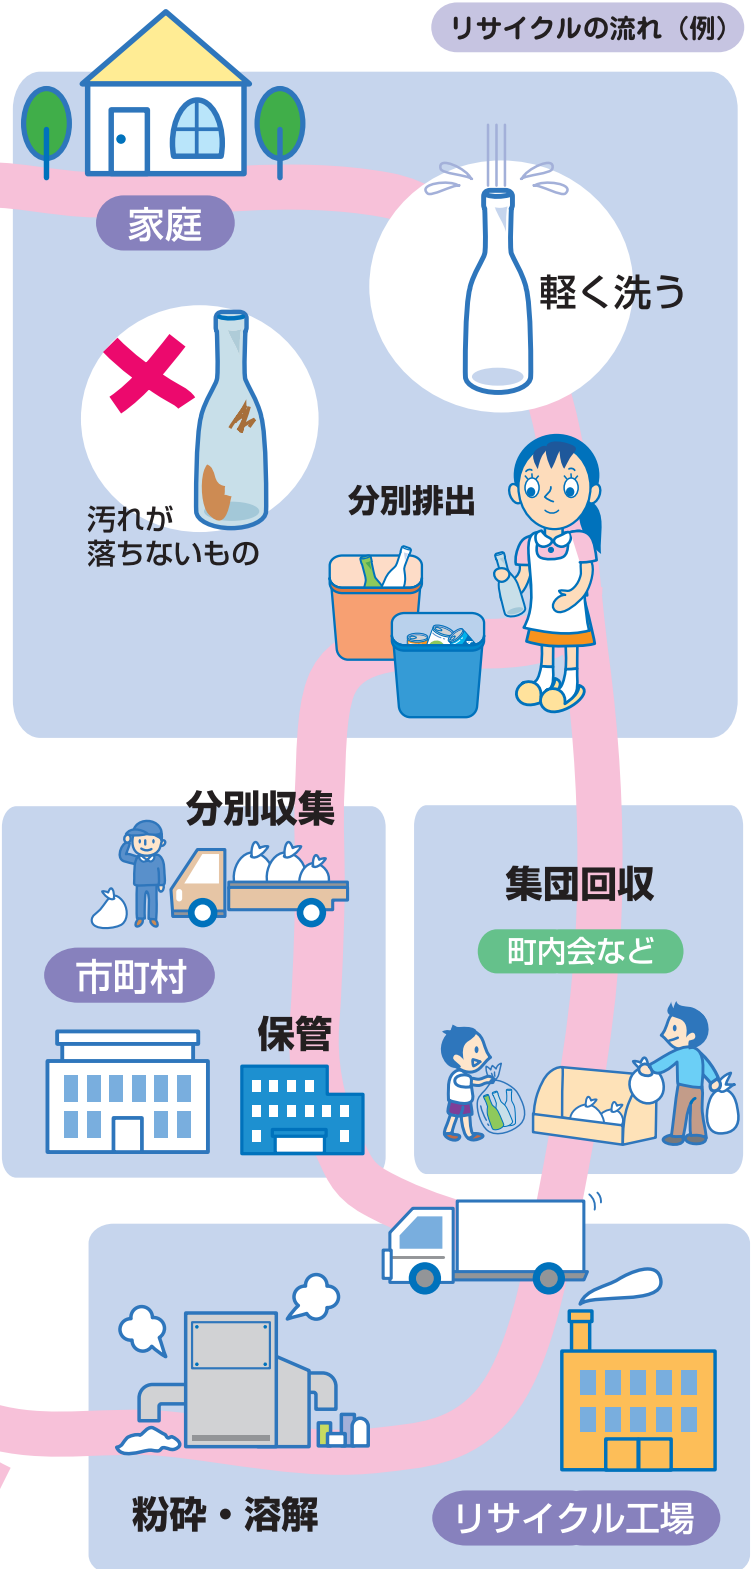 リサイクルの流れ（例）
家庭
軽く洗う
汚れが
落ちないもの
分別排出
分別収集
市町村
保管
集団回収
町内会など
粉砕・溶解
リサイクル工場